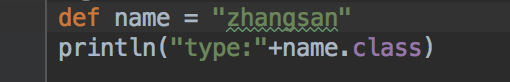 def name = "zhangsan"
println("type:"+name.class)